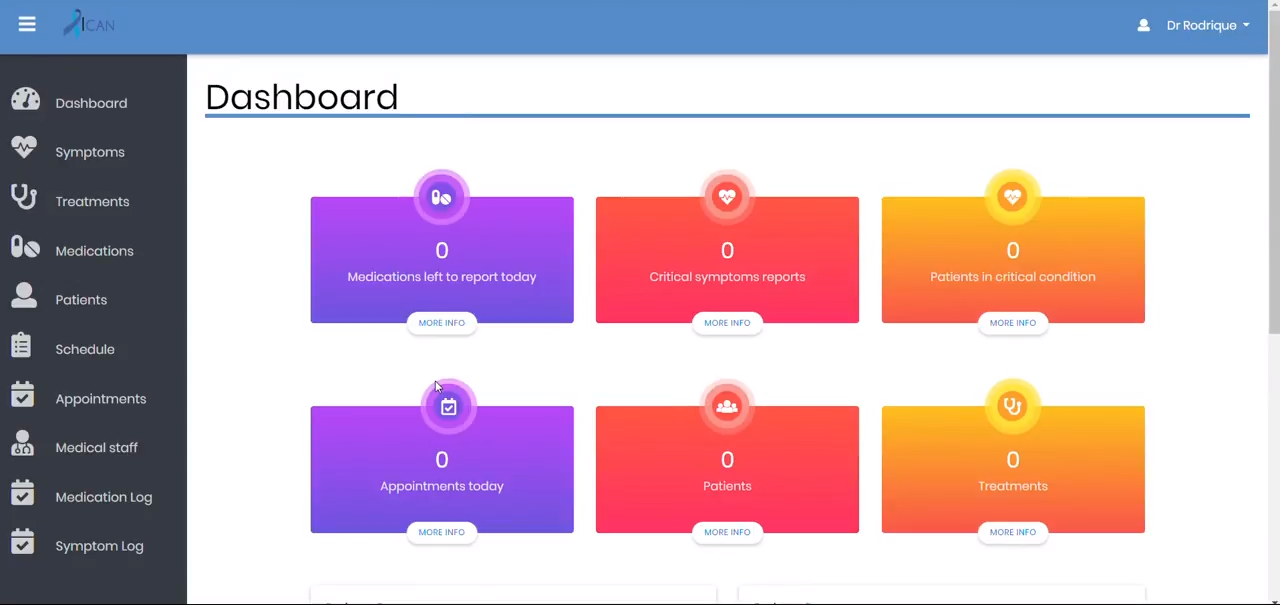 ICAN
Dr Rodrique
Dashboard
Symptoms
Treatments
Medications
Patients
Schedule
Appointments
Medical staff
Medication Log
Symptom Log
Dashboard
0
Medications left to report today
MORE INFO
0
Critical symptoms reports
MORE INFO
0
Patients in critical condition
MORE INFO
0
Appointments today
MORE INFO
0
Patients
MORE INFO
0
Treatments
MORE INFO